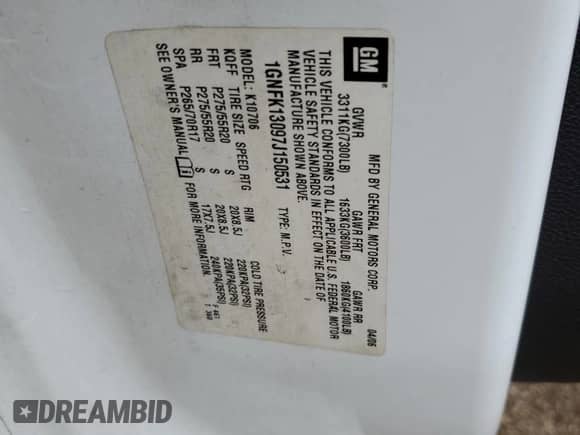 GM
®
MFD BY GENERAL MOTORS CORP. 04/06
GVWR GAWR FRT GAWR RR
3311KG(7300LB) 1633KG(3600LB) 1860KG(4100LB)
THIS VEHICLE CONFORMS TO ALL APPLICABLE U.S. FEDERAL MOTOR
VEHICLE SAFETY STANDARDS IN EFFECT ON THE DATE OF
MANUFACTURE SHOWN ABOVE.
1GNFK13097J150531 TYPE: M.P.V.
MODEL: K10706
KQFF TIRE SIZE SPEED RTG RIM COLD TIRE PRESSURE
FRT P275/55R20 S 20X8.5J 220KPA(32PSI)
RR P275/55R20 S 20X8.5J 220KPA(32PSI)
SPA P265/70R17 S 17X7.5J 240KPA(35PSI)
SEE OWNER'S MANUAL FOR MORE INFORMATION.
DREAMBID